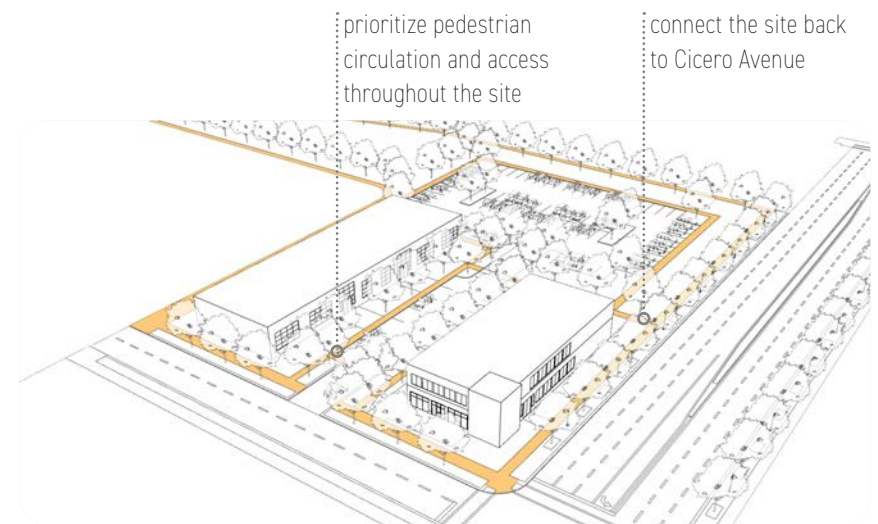 prioritize pedestrian
circulation and access
throughout the site
connect the site back
to Cicero Avenue